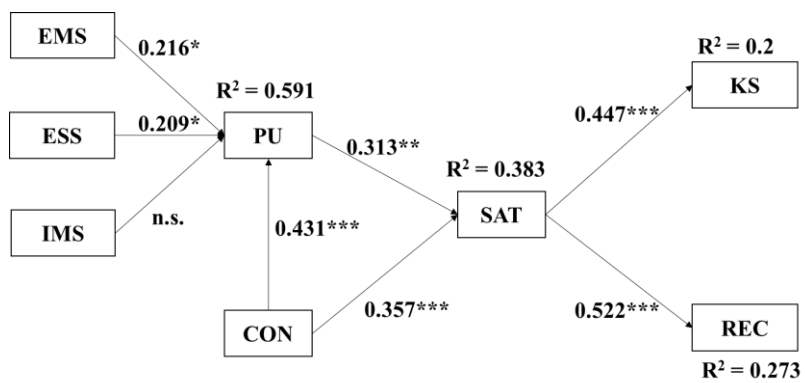 EMS
0.216*
R² = 0.591
ESS
0.209*
PU
IMS
n.s.
0.431***
CON
0.313**
0.357***
R² = 0.383
SAT
0.447***
R² = 0.2
KS
0.522***
REC
R² = 0.273